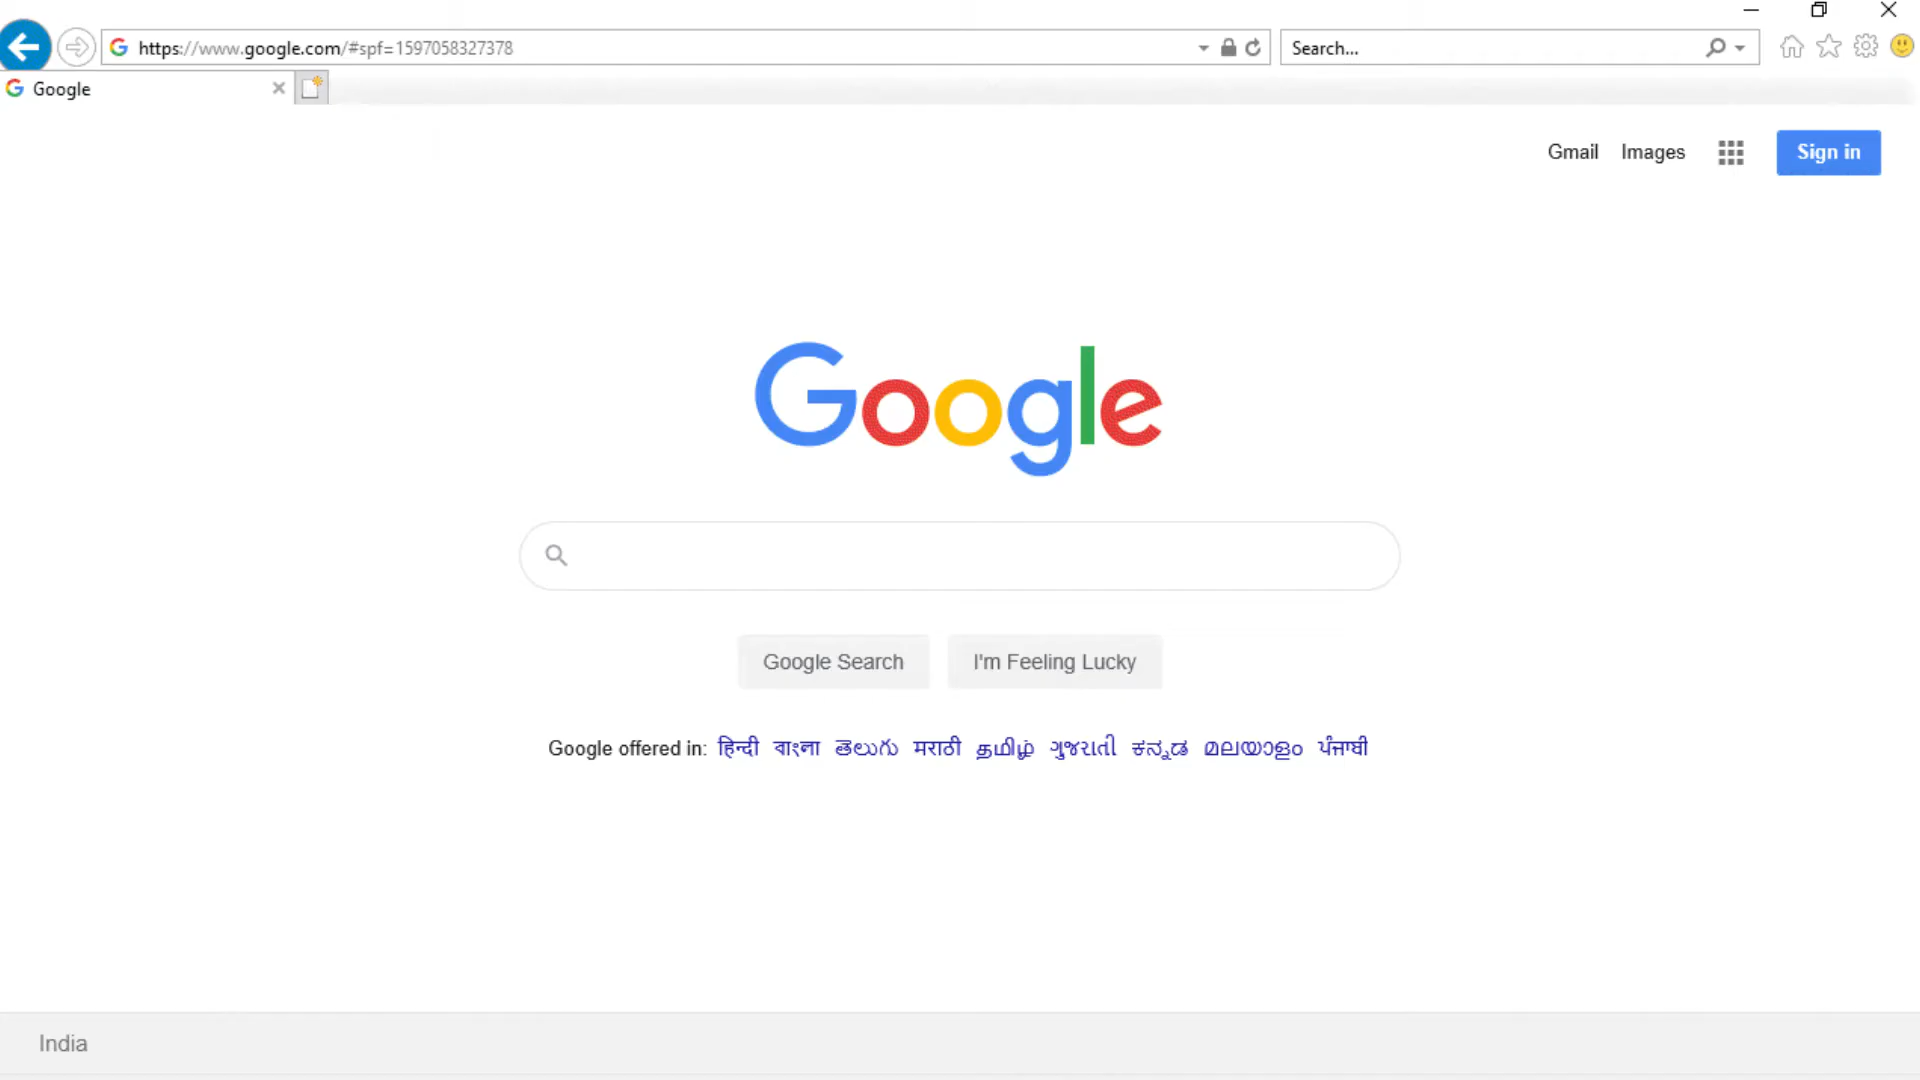 https://www.google.com/#spf=1597058327378
Search...
Google
Gmail Images Sign in
Google
Google Search I'm Feeling Lucky
Google offered in: हिन्दी বাংলা తెలుగు मराठी தமிழ் ગુજરાતી ಕನ್ನಡ മലയാളം ਪੰਜਾਬੀ
India